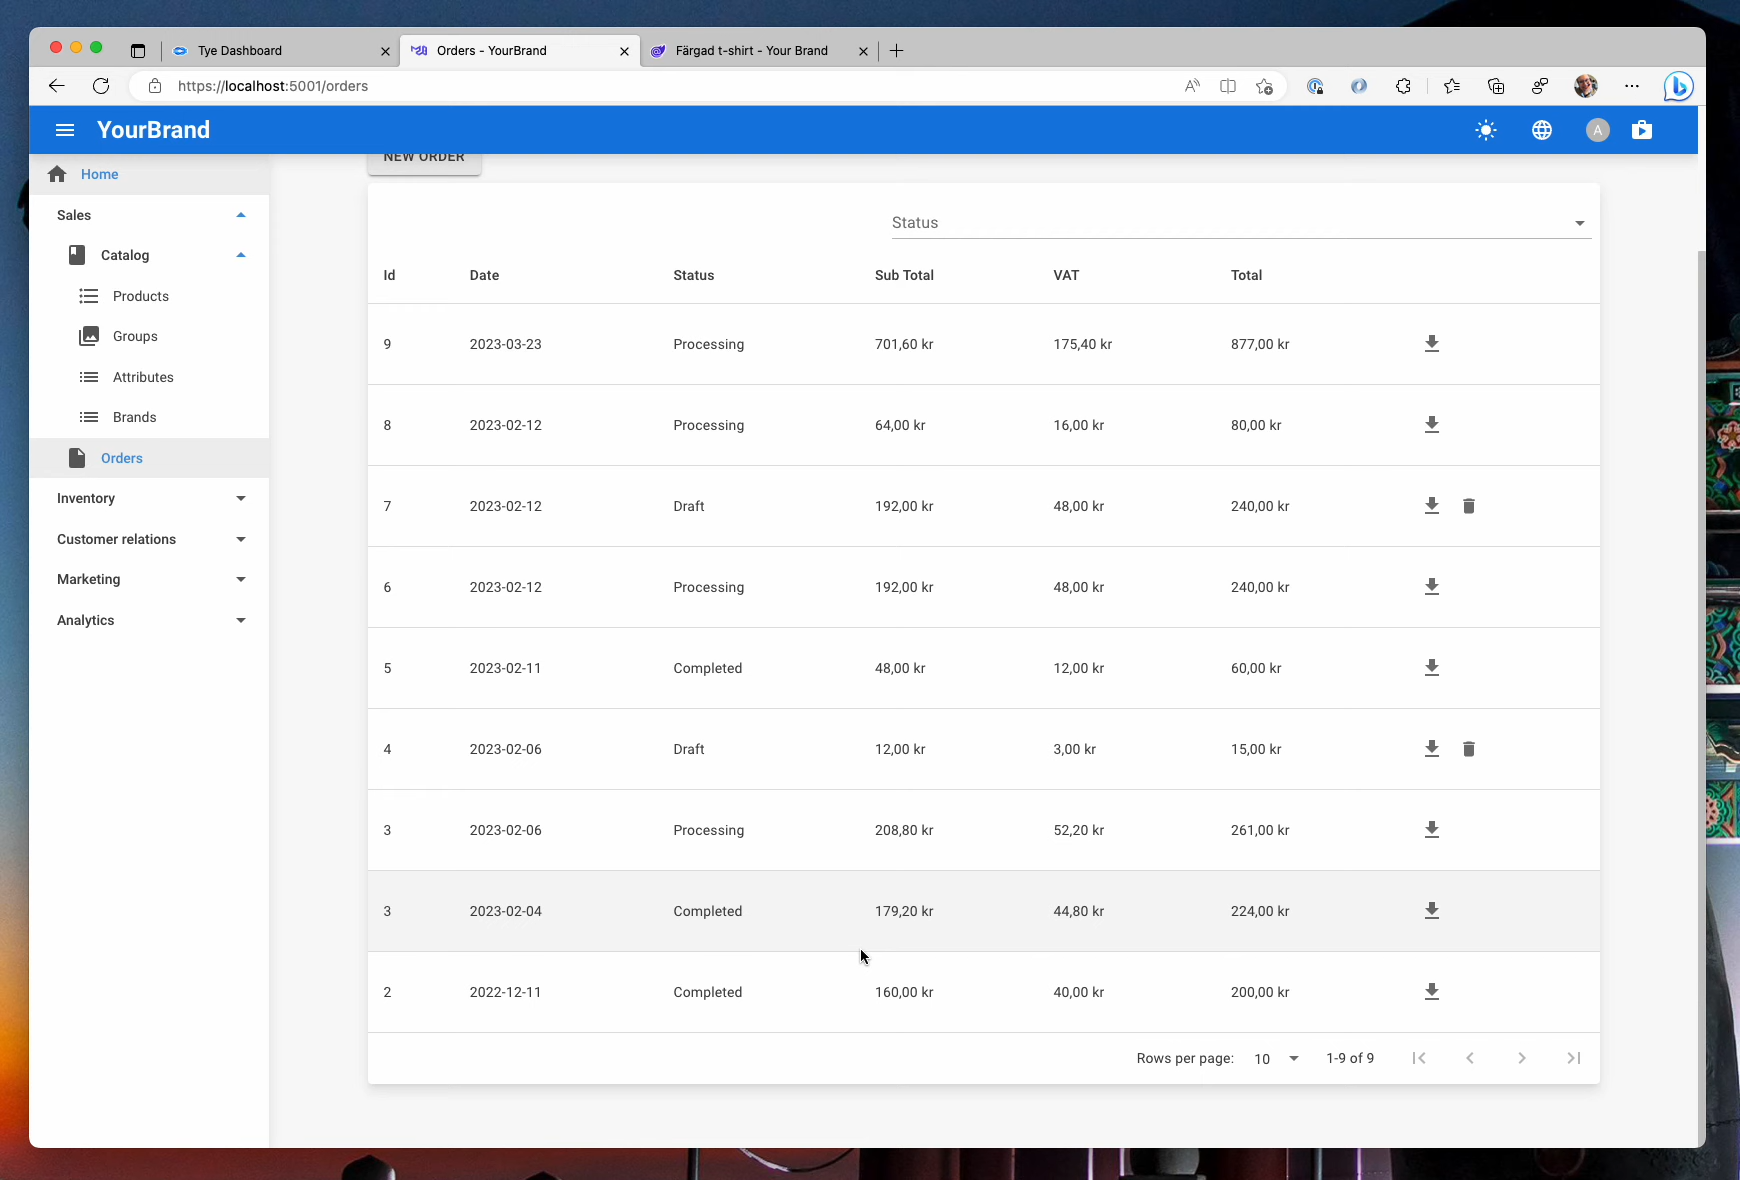 Tye Dashboard
Orders - YourBrand
Färgad t-shirt - Your Brand
https://localhost:5001/orders
YourBrand
A
NEW ORDER
Home
Sales
Catalog
Products
Groups
Attributes
Brands
Orders
Inventory
Customer relations
Marketing
Analytics
Status
Id Date Status Sub Total VAT Total
9 2023-03-23 Processing 701,60 kr 175,40 kr 877,00 kr
8 2023-02-12 Processing 64,00 kr 16,00 kr 80,00 kr
7 2023-02-12 Draft 192,00 kr 48,00 kr 240,00 kr
6 2023-02-12 Processing 192,00 kr 48,00 kr 240,00 kr
5 2023-02-11 Completed 48,00 kr 12,00 kr 60,00 kr
4 2023-02-06 Draft 12,00 kr 3,00 kr 15,00 kr
3 2023-02-06 Processing 208,80 kr 52,20 kr 261,00 kr
3 2023-02-04 Completed 179,20 kr 44,80 kr 224,00 kr
2 2022-12-11 Completed 160,00 kr 40,00 kr 200,00 kr
Rows per page: 10 1-9 of 9